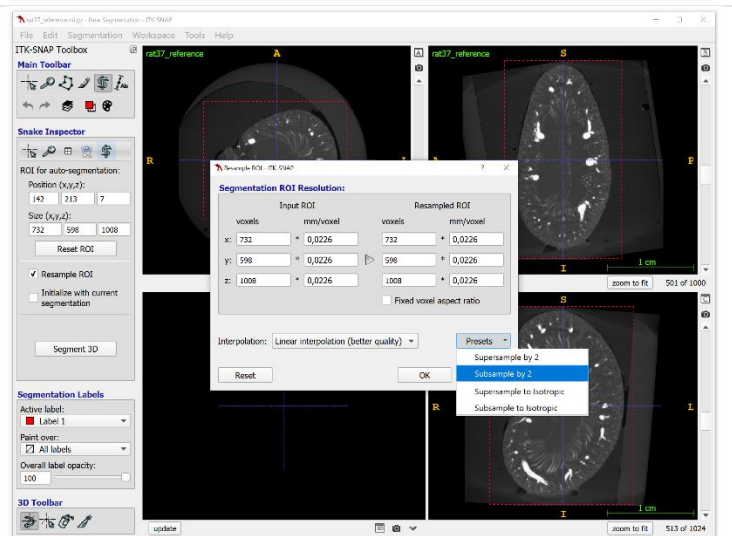 rat37_reference.nii.gz - New Segmentation - ITK-SNAP
File Edit Segmentation Workspace Tools Help
ITK-SNAP Toolbox
Main Toolbar
Snake Inspector
ROI for auto-segmentation:
Position (x,y,z):
142 213 7
Size (x,y,z):
732 598 1008
Reset ROI
Resample ROI
Initialize with current
segmentation
Segment 3D
Segmentation Labels
Active label:
Label 1
Paint over:
All labels
Overall label opacity:
100
3D Toolbar
rat37_reference
A
R
A
rat37_reference
S
P
I
1 cm
S
zoom to fit 501 of 1000
Resample ROI - ITK-SNAP ?
Segmentation ROI Resolution:
Input ROI Resampled ROI
voxels mm/voxel voxels mm/voxel
x: 732 * 0,0226 732 * 0,0226
y: 598 * 0,0226 598 * 0,0226
z: 1008 * 0,0226 1008 * 0,0226
Fixed voxel aspect ratio
Interpolation: Linear interpolation (better quality) Presets
Reset OK
Supersample by 2
Subsample by 2
Supersample to Isotropic
Subsample to Isotropic
update
3D
S
R
L
I
1 cm
C
zoom to fit 513 of 1024